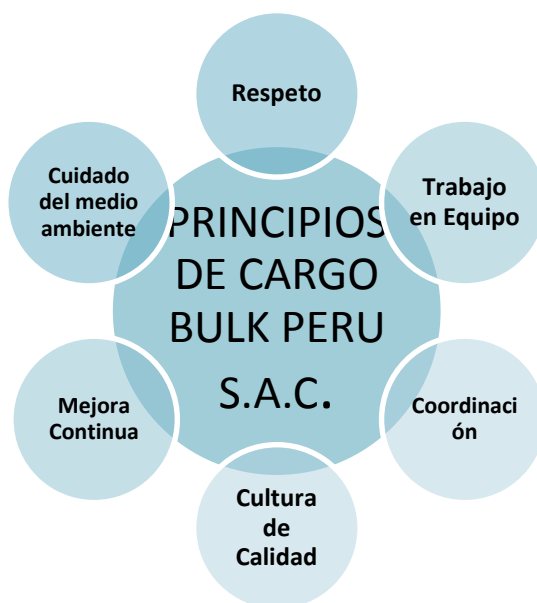 Respeto
Trabajo
en Equipo
Coordinaci
ón
Cultura
de
Calidad
Mejora
Continua
Cuidado
del medio
ambiente
PRINCIPIOS
DE CARGO
BULK PERU
S.A.C.